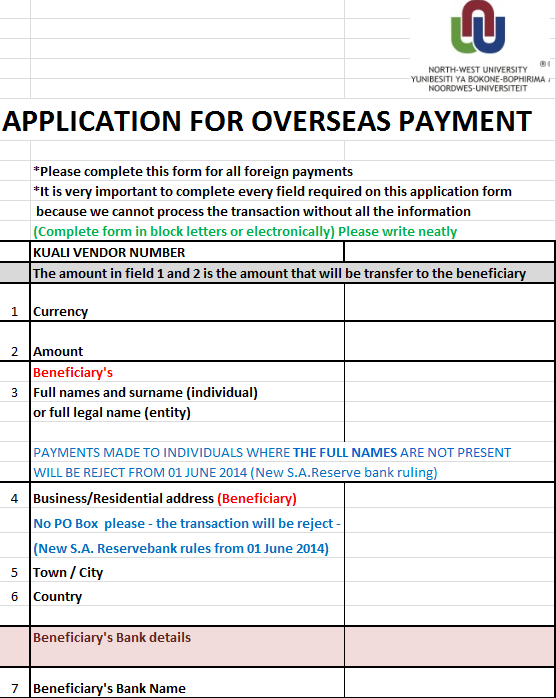 NORTH-WEST UNIVERSITY ®
YUNIBESITI YA BOKONE-BOPHIRIMA
NOORDWES-UNIVERSITEIT
APPLICATION FOR OVERSEAS PAYMENT
*Please complete this form for all foreign payments
*It is very important to complete every field required on this application form
because we cannot process the transaction without all the information
(Complete form in block letters or electronically) Please write neatly
KUALI VENDOR NUMBER
The amount in field 1 and 2 is the amount that will be transfer to the beneficiary
1 Currency
2 Amount
Beneficiary's
3 Full names and surname (individual)
or full legal name (entity)
PAYMENTS MADE TO INDIVIDUALS WHERE THE FULL NAMES ARE NOT PRESENT
WILL BE REJECT FROM 01 JUNE 2014 (New S.A.Reserve bank ruling)
4 Business/Residential address (Beneficiary)
No PO Box please - the transaction will be reject -
(New S.A. Reservebank rules from 01 June 2014)
5 Town / City
6 Country
Beneficiary's Bank details
7 Beneficiary's Bank Name